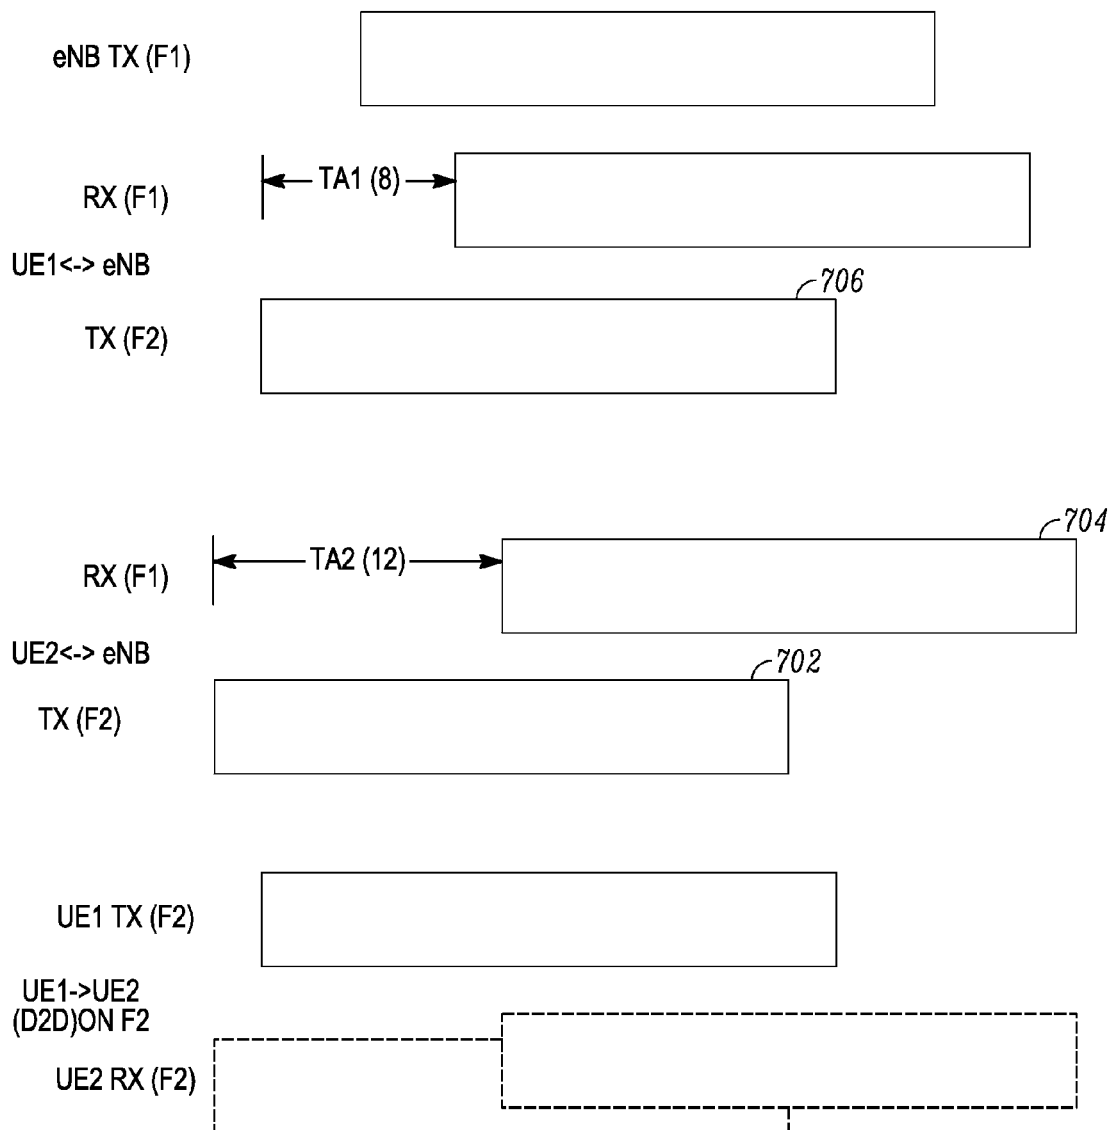 eNB TX (F1)
RX (F1)
TA1 (8)
UE1<-> eNB
706
TX (F2)
704
RX (F1)
TA2 (12)
UE2<-> eNB
702
TX (F2)
UE1 TX (F2)
UE1->UE2
(D2D)ON F2
UE2 RX (F2)